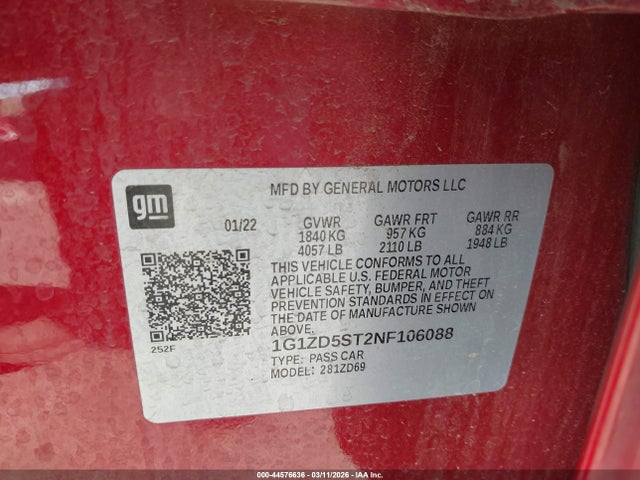 MFD BY GENERAL MOTORS LLC
gm
01/22 GVWR GAWR FRT GAWR RR
1840 KG 957 KG 884 KG
4057 LB 2110 LB 1948 LB
THIS VEHICLE CONFORMS TO ALL
APPLICABLE U.S. FEDERAL MOTOR
VEHICLE SAFETY, BUMPER, AND THEFT
PREVENTION STANDARDS IN EFFECT ON
THE DATE OF MANUFACTURE SHOWN
ABOVE.
252F
1G1ZD5ST2NF106088
TYPE: PASS CAR
MODEL: 281ZD69
000 -- 44576636 -- 03/11/2026 -- 000